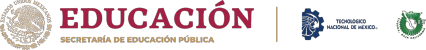 EDUCACIÓN
SECRETARÍA DE EDUCACIÓN PÚBLICA
TECNOLÓGICO
NACIONAL DE MÉXICO